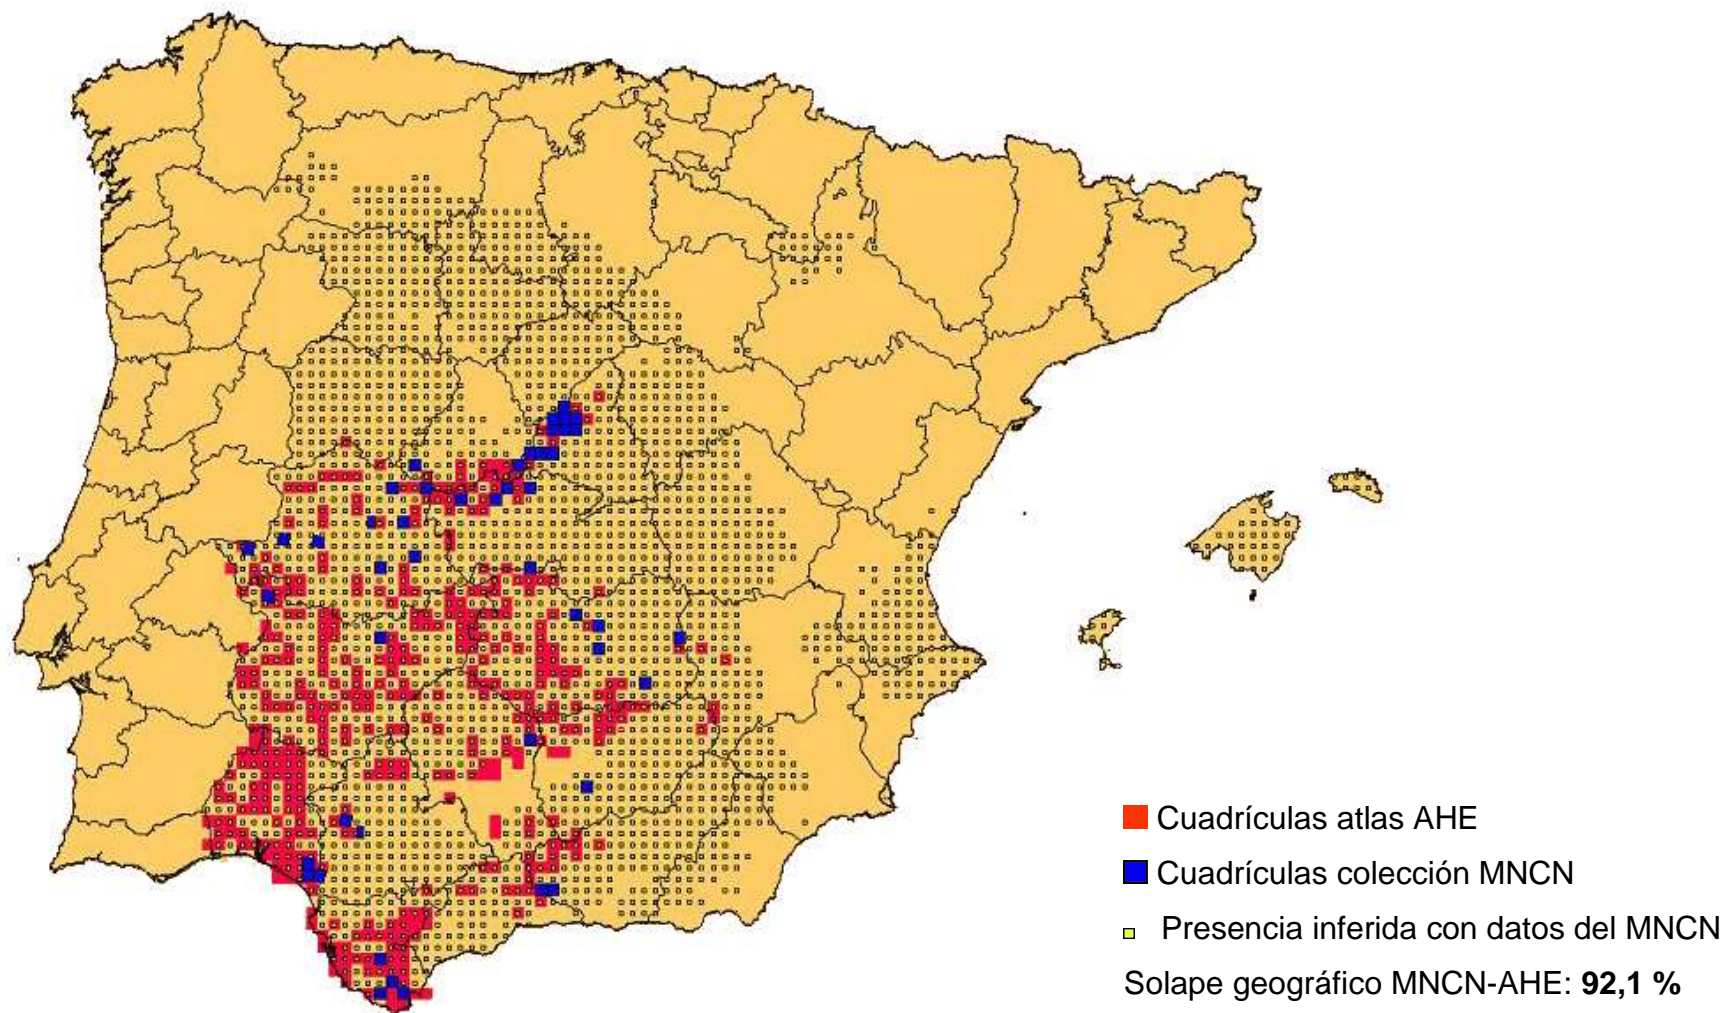 Cuadrículas atlas AHE
Cuadrículas colección MNCN
Presencia inferida con datos del MNCN
Solape geográfico MNCN-AHE: 92,1 %